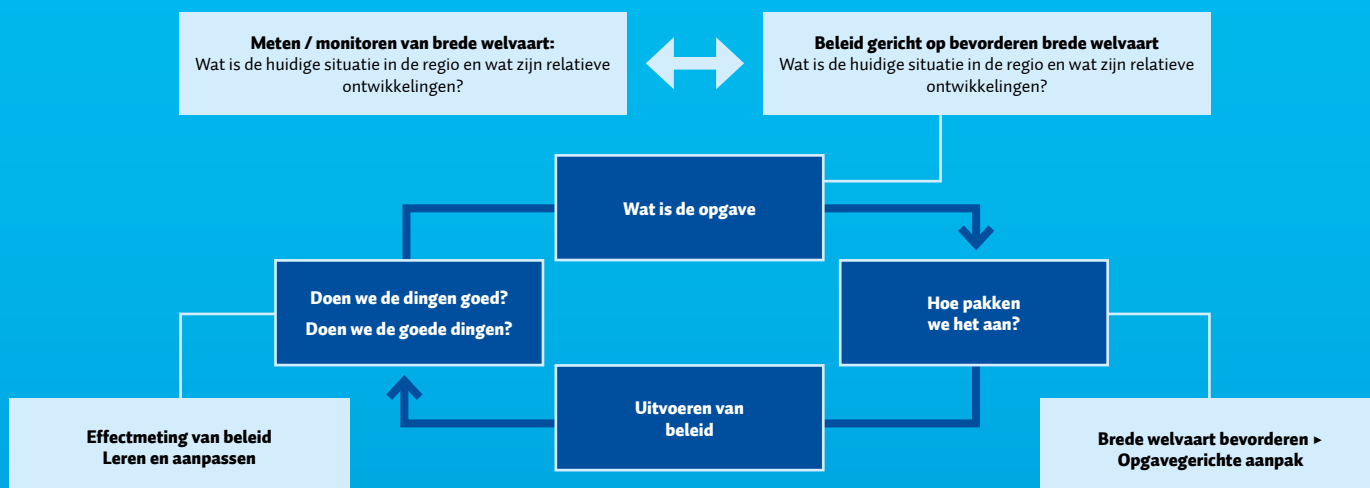 Meten / monitoren van brede welvaart:
Wat is de huidige situatie in de regio en wat zijn relatieve
ontwikkelingen?
Beleid gericht op bevorderen brede welvaart
Wat is de huidige situatie in de regio en wat zijn relatieve
ontwikkelingen?
Wat is de opgave
Doen we de dingen goed?
Doen we de goede dingen?
Hoe pakken
we het aan?
Uitvoeren van
beleid
Effectmeting van beleid
Leren en aanpassen
Brede welvaart bevorderen ▸
Opgavegerichte aanpak